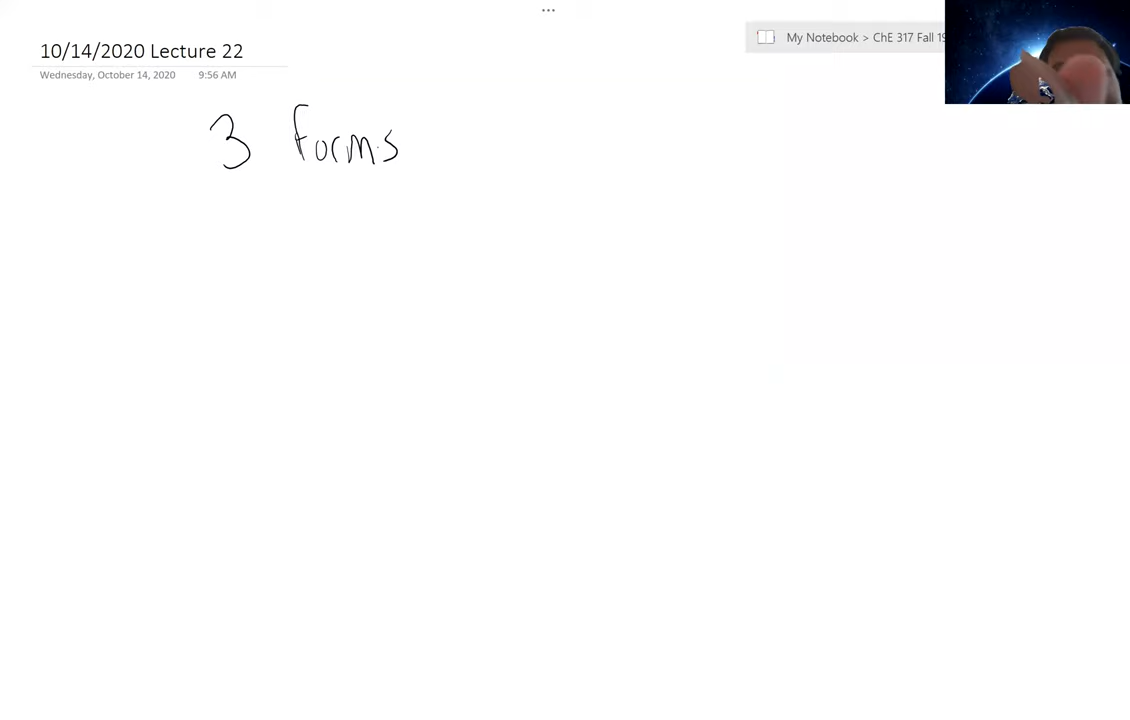 10/14/2020 Lecture 22
Wednesday, October 14, 2020 9:56 AM
My Notebook > ChE 317 Fall 19
3 Forms